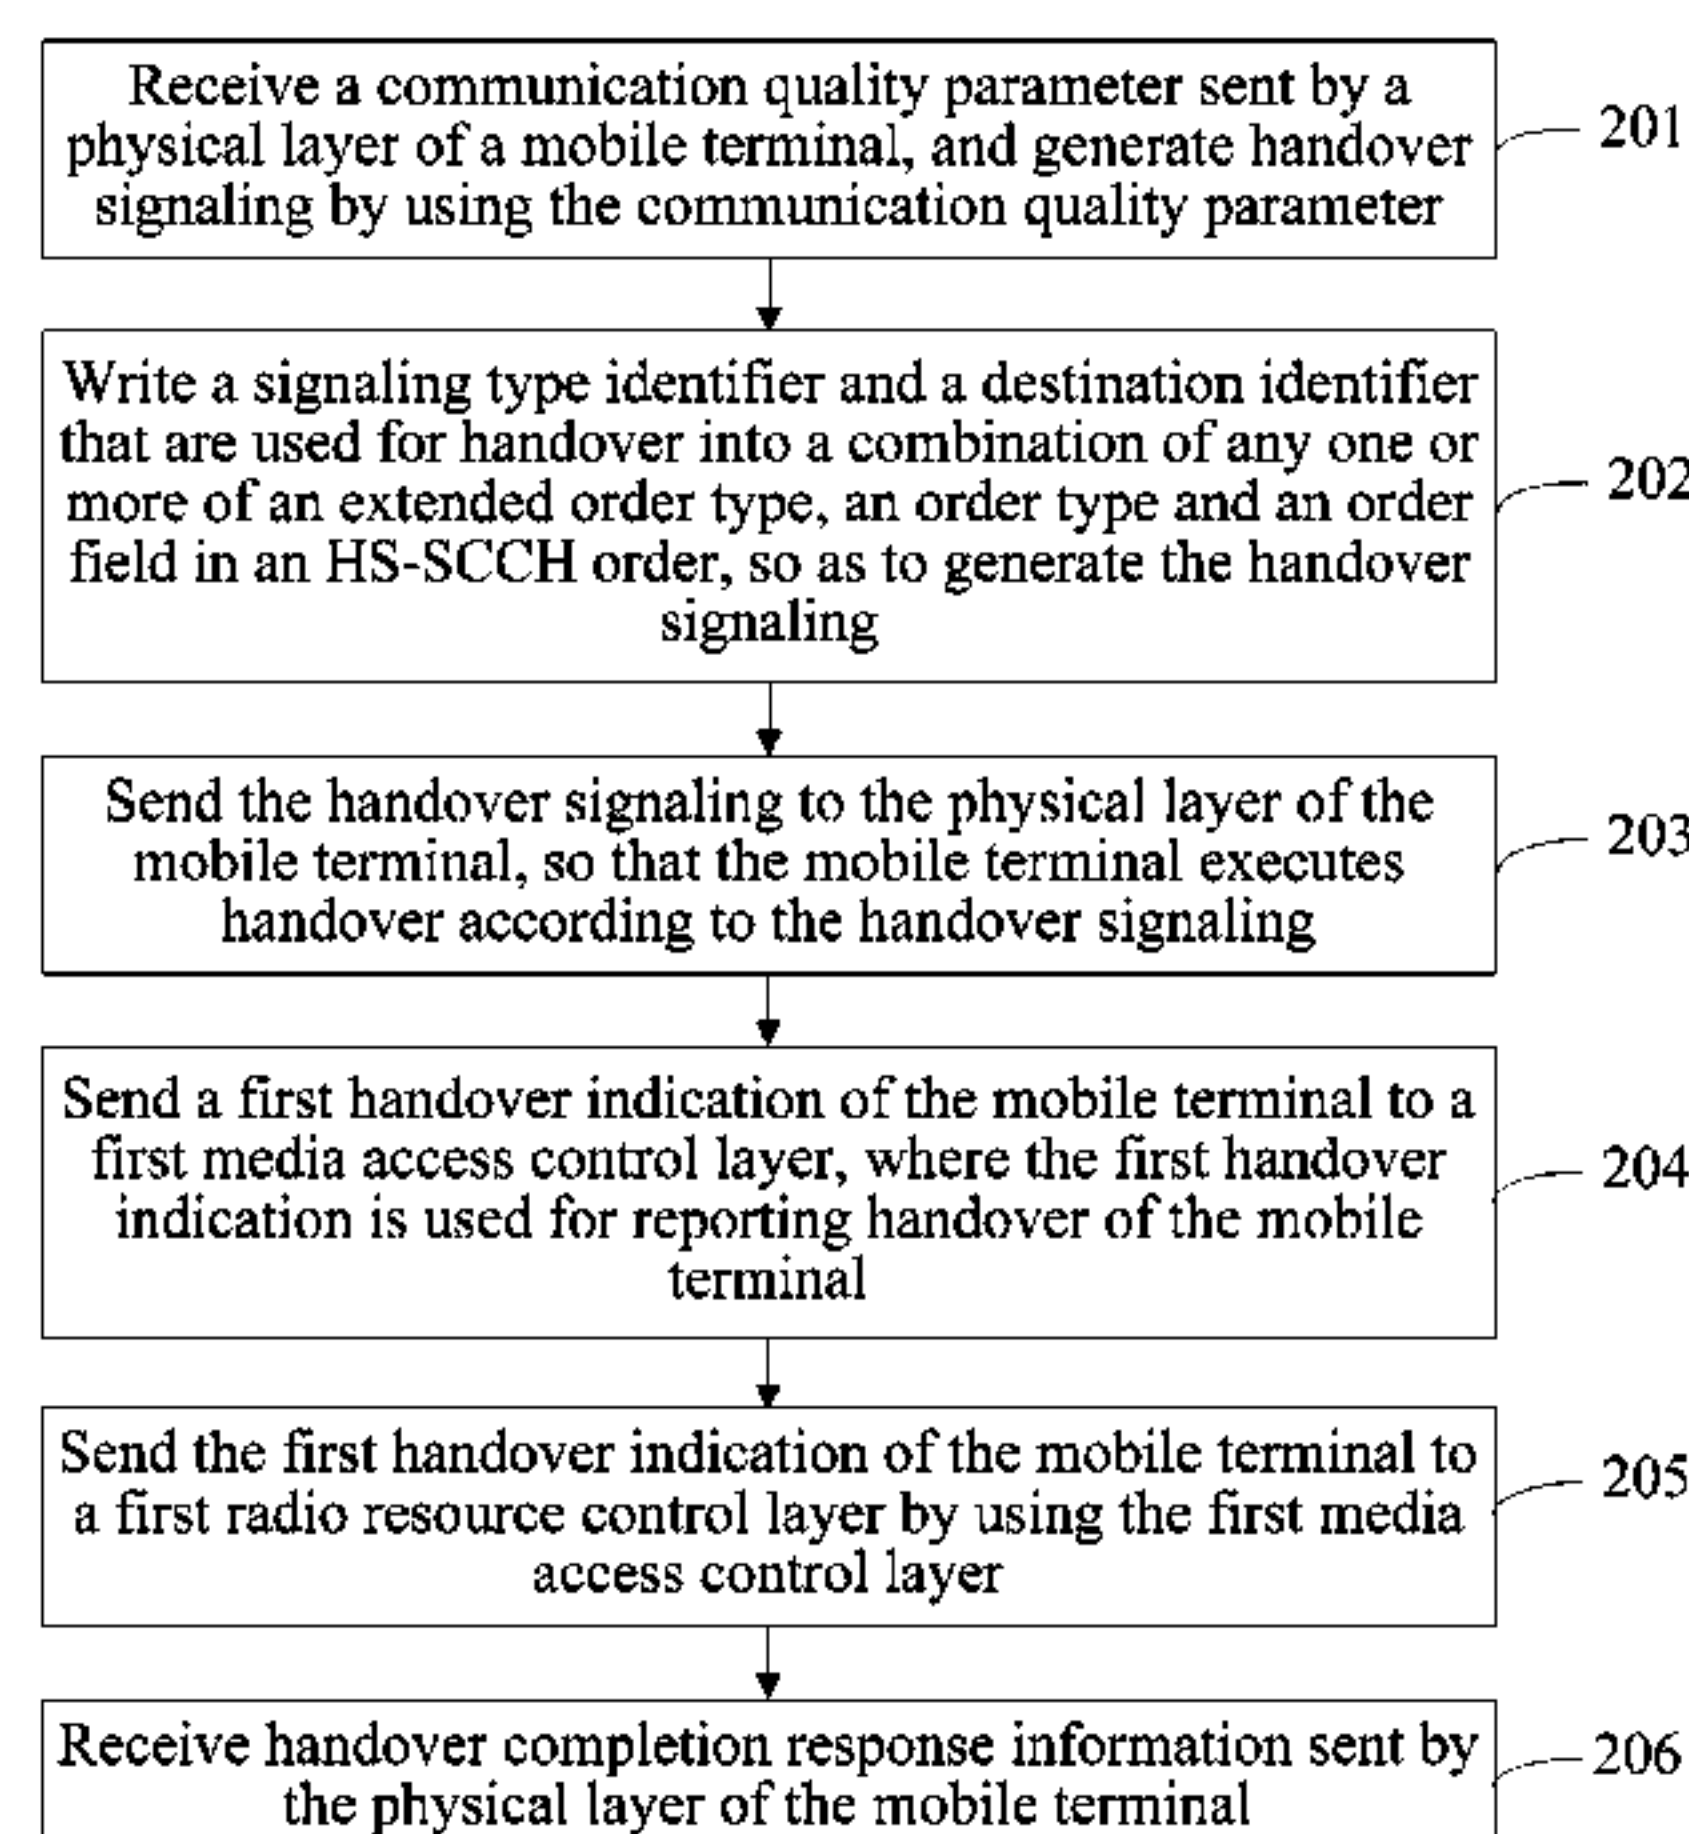 Receive a communication quality parameter sent by a
physical layer of a mobile terminal, and generate handover
signaling by using the communication quality parameter
201
Write a signaling type identifier and a destination identifier
that are used for handover into a combination of any one or
more of an extended order type, an order type and an order
field in an HS-SCCH order, so as to generate the handover
signaling
202
Send the handover signaling to the physical layer of the
mobile terminal, so that the mobile terminal executes
handover according to the handover signaling
203
Send a first handover indication of the mobile terminal to a
first media access control layer, where the first handover
indication is used for reporting handover of the mobile
terminal
204
Send the first handover indication of the mobile terminal to
a first radio resource control layer by using the first media
access control layer
205
Receive handover completion response information sent by
the physical layer of the mobile terminal
206